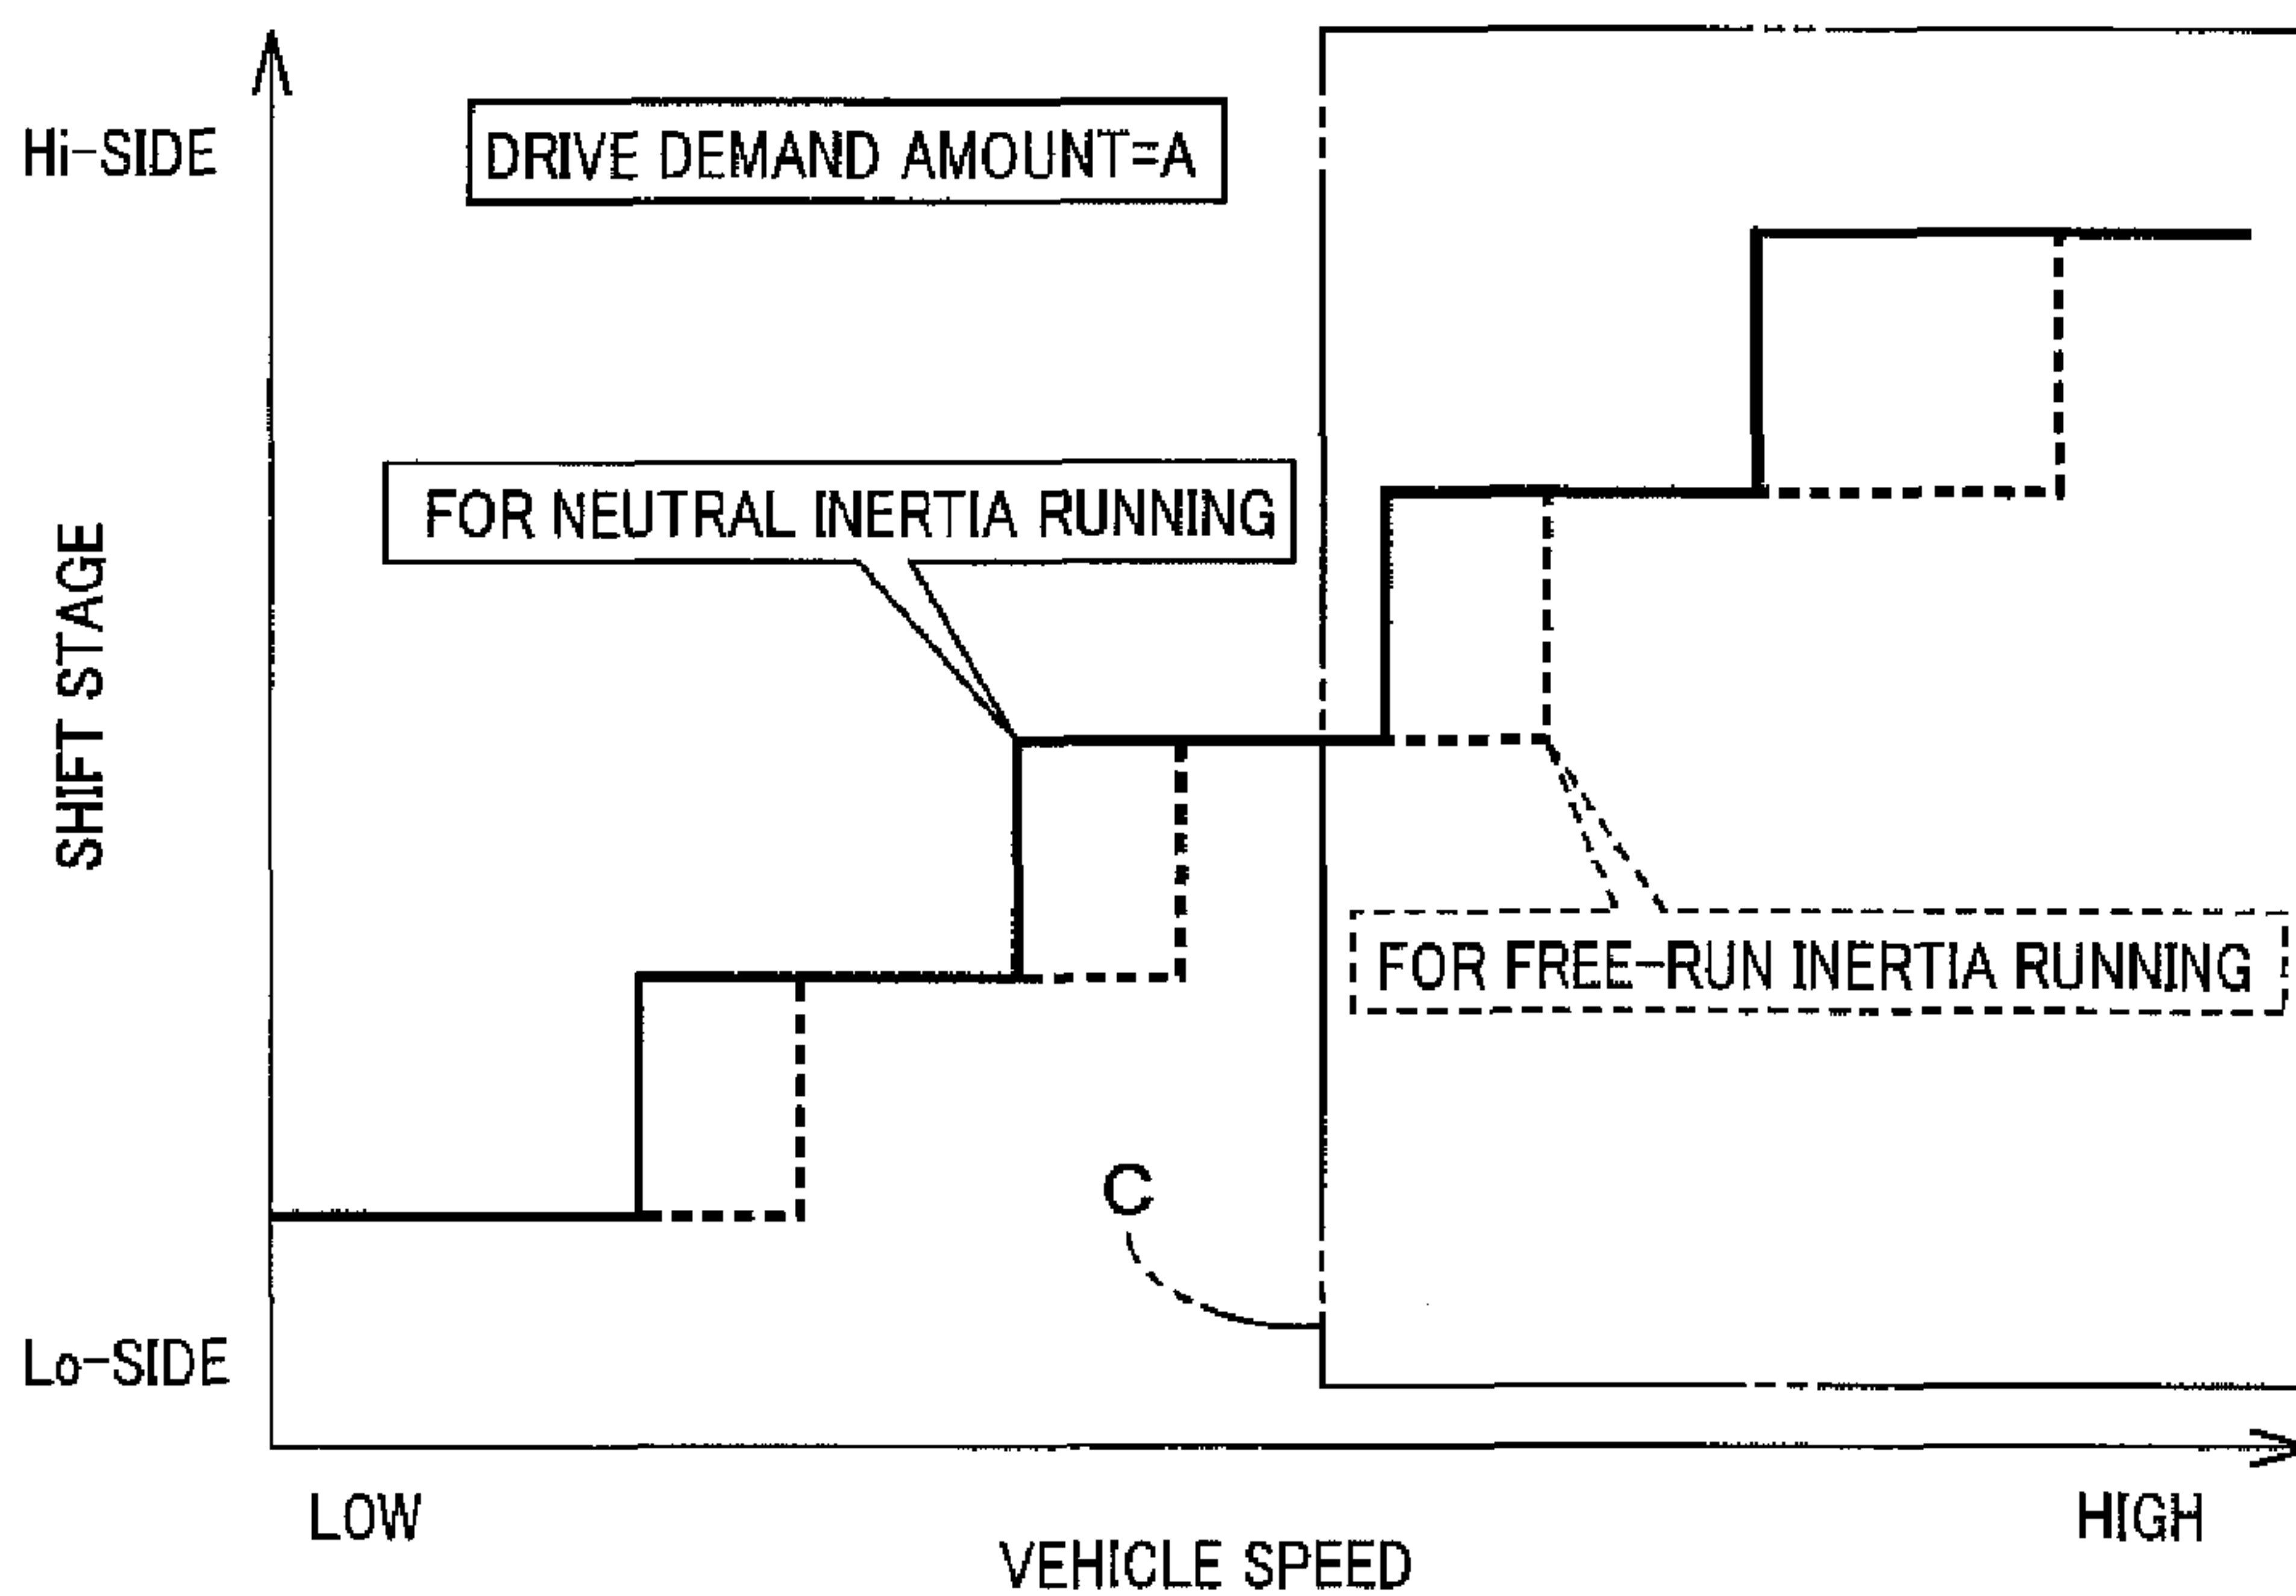 Hi-SIDE
DRIVE DEMAND AMOUNT=A
FOR NEUTRAL INERTIA RUNNING
SHIFT STAGE
FOR FREE-RUN INERTIA RUNNING
C
Lo-SIDE
LOW
HIGH
VEHICLE SPEED